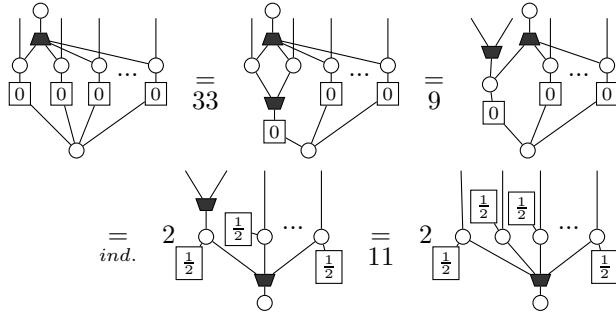 0 0 0 0 ... = 33 0 0 0 ... = 9 0 0 0 ...
= ind. 2 1/2 1/2 1/2 ... = 11 2 1/2 1/2 1/2 1/2 ...